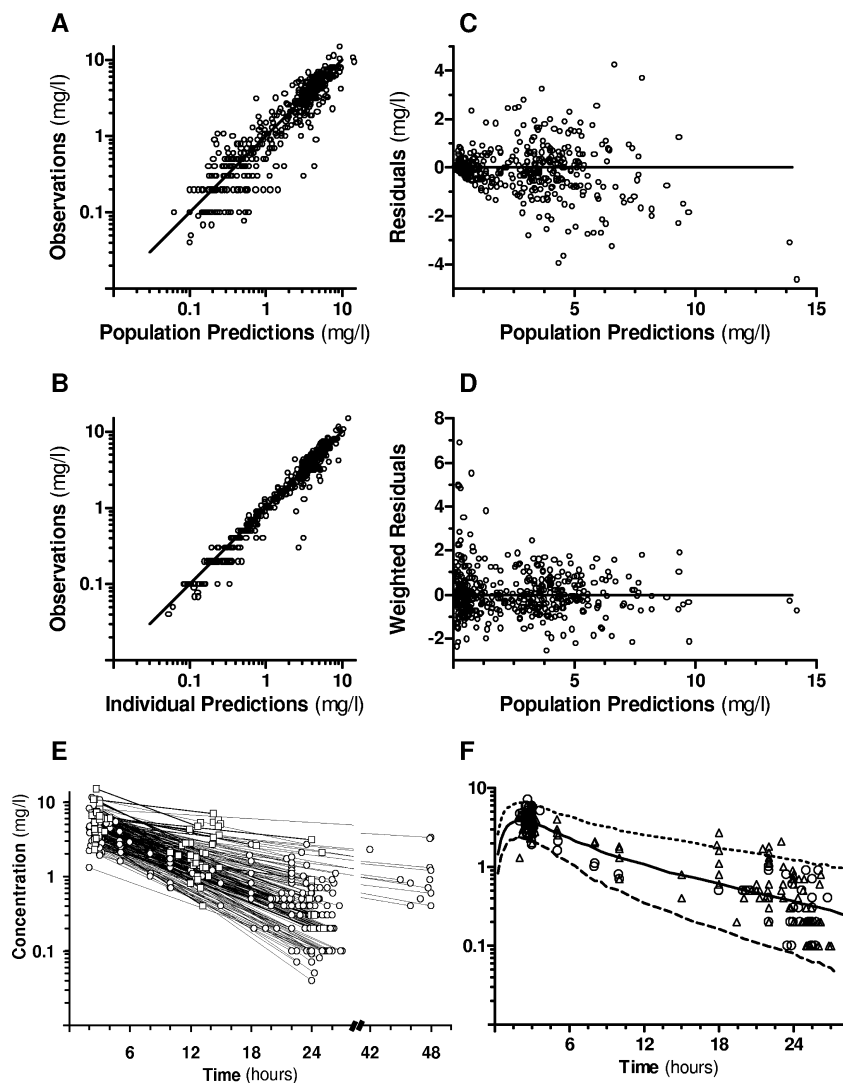 A
Observations (mg/l)
10
1
0.1
0.1 1 10
Population Predictions (mg/l)
C
Residuals (mg/l)
4
2
0
-2
-4
5 10 15
Population Predictions (mg/l)
B
Observations (mg/l)
10
1
0.1
0.1 1 10
Individual Predictions (mg/l)
D
Weighted Residuals
8
6
4
2
0
-2
5 10 15
Population Predictions (mg/l)
E
Concentration (mg/l)
10
1
0.1
6 12 18 24 42 48
Time (hours)
F
10
1
0.1
6 12 18 24
Time (hours)